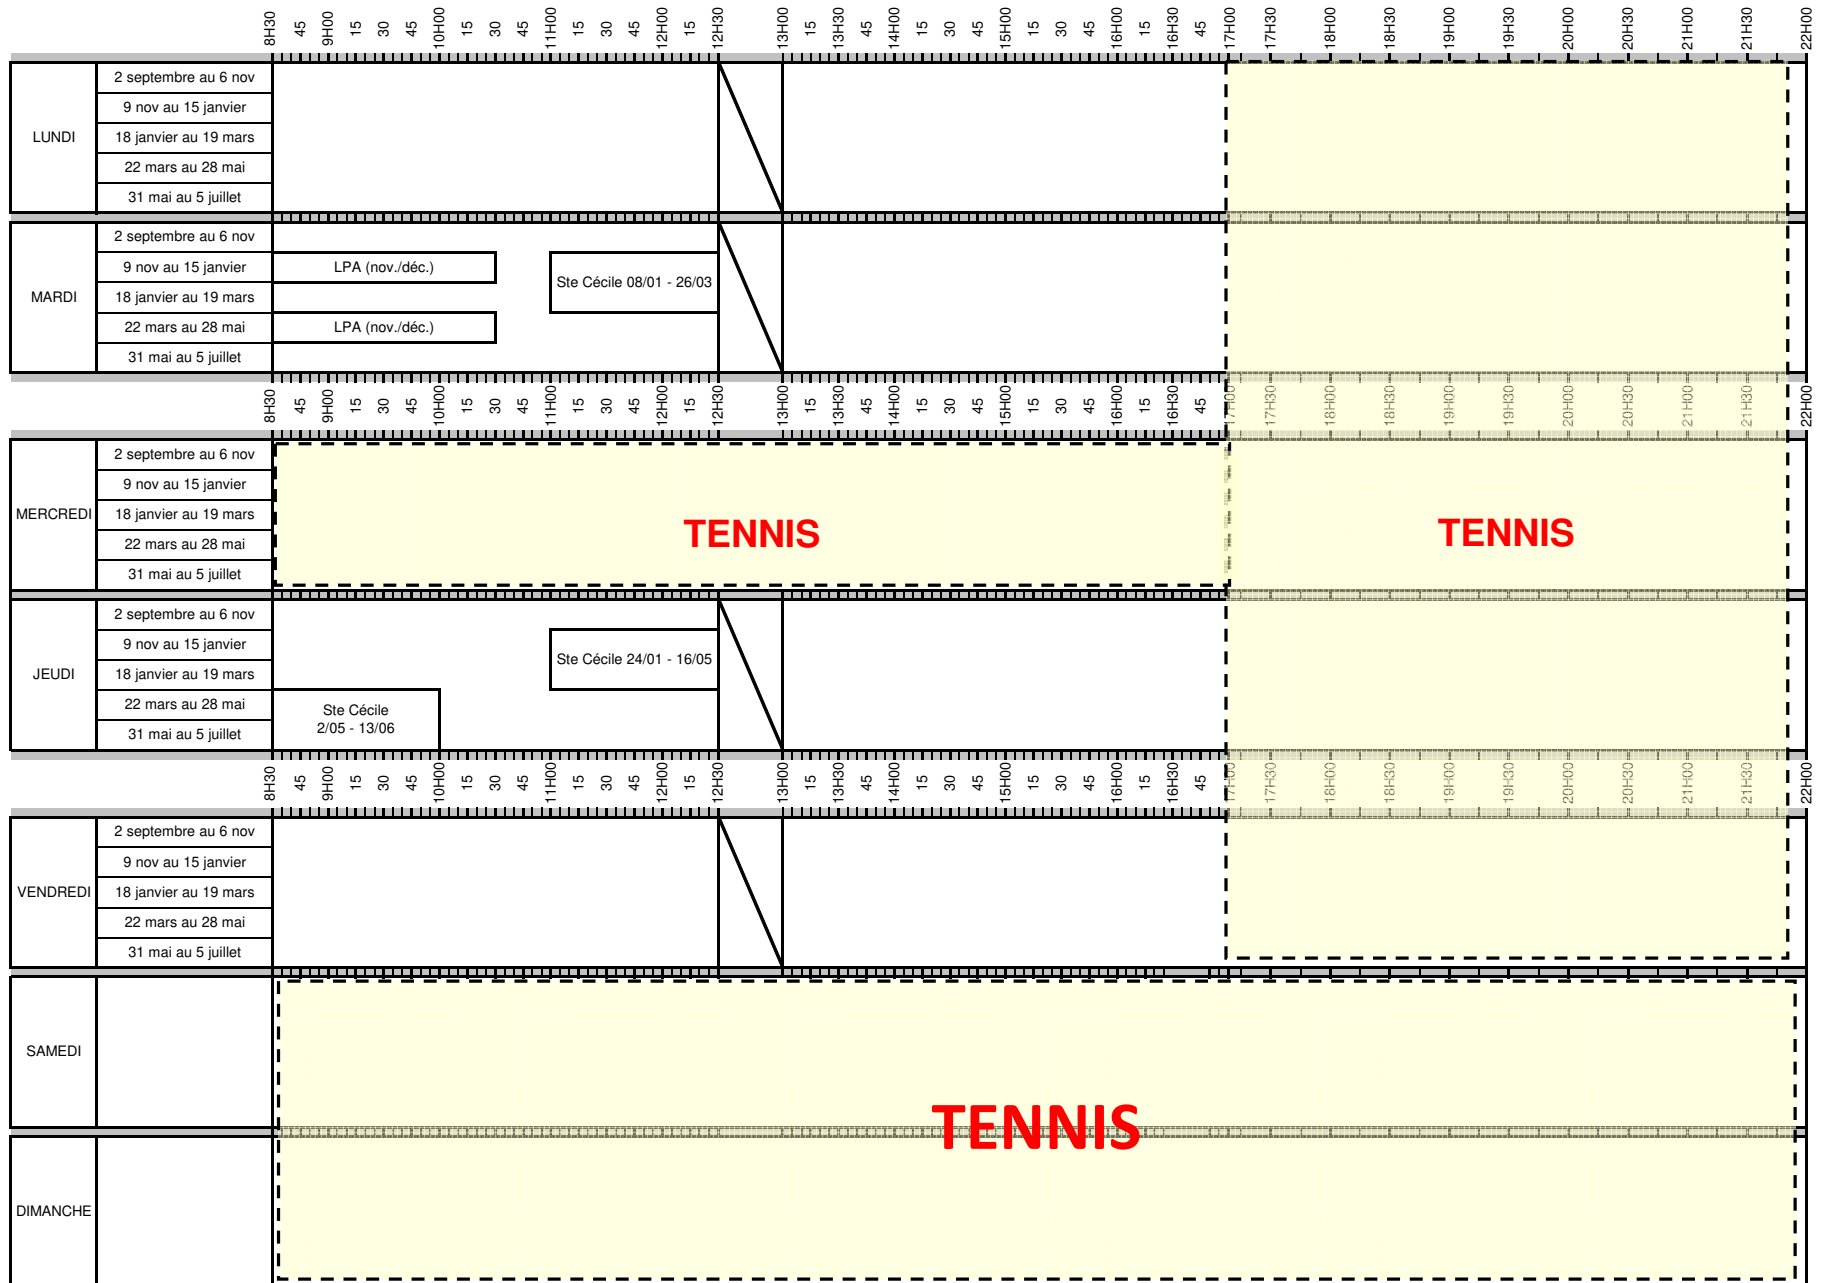 8H30 45 9H00 15 30 45 10H00 15 30 45 11H00 15 30 45 12H00 15 12H30 13H00 15 13H30 45 14H00 15 30 45 15H00 15 30 45 16H00 15 16H30 45 17H00 17H30 18H00 18H30 19H00 19H30 20H00 20H30 21H00 21H30 22H00
LUNDI
2 septembre au 6 nov
9 nov au 15 janvier
18 janvier au 19 mars
22 mars au 28 mai
31 mai au 5 juillet
MARDI
2 septembre au 6 nov
9 nov au 15 janvier
18 janvier au 19 mars
22 mars au 28 mai
31 mai au 5 juillet
LPA (nov./déc.)
Ste Cécile 08/01 - 26/03
LPA (nov./déc.)
8H30 45 9H00 15 30 45 10H00 15 30 45 11H00 15 30 45 12H00 15 12H30 13H00 15 13H30 45 14H00 15 30 45 15H00 15 30 45 16H00 15 16H30 45 17H00 17H30 18H00 18H30 19H00 19H30 20H00 20H30 21H00 21H30 22H00
MERCREDI
2 septembre au 6 nov
9 nov au 15 janvier
18 janvier au 19 mars
22 mars au 28 mai
31 mai au 5 juillet
TENNIS
TENNIS
JEUDI
2 septembre au 6 nov
9 nov au 15 janvier
18 janvier au 19 mars
22 mars au 28 mai
31 mai au 5 juillet
Ste Cécile 24/01 - 16/05
Ste Cécile
2/05 - 13/06
8H30 45 9H00 15 30 45 10H00 15 30 45 11H00 15 30 45 12H00 15 12H30 13H00 15 13H30 45 14H00 15 30 45 15H00 15 30 45 16H00 15 16H30 45 17H00 17H30 18H00 18H30 19H00 19H30 20H00 20H30 21H00 21H30 22H00
VENDREDI
2 septembre au 6 nov
9 nov au 15 janvier
18 janvier au 19 mars
22 mars au 28 mai
31 mai au 5 juillet
SAMEDI
TENNIS
DIMANCHE